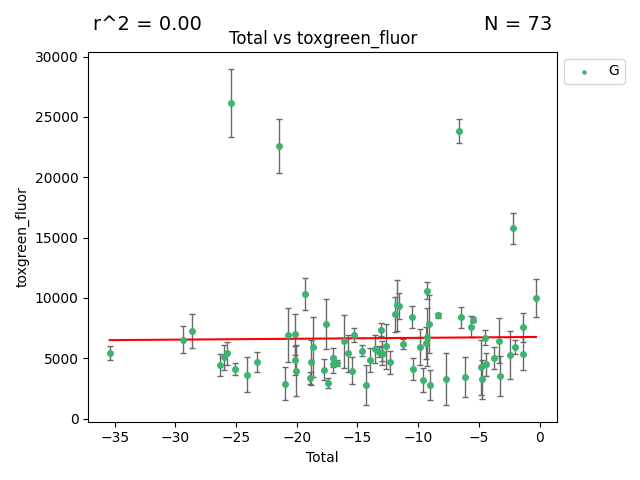 r^2 = 0.00
N = 73
Total vs toxgreen_fluor
G
30000
25000
20000
15000
10000
5000
0
toxgreen_fluor
−35
−30
−25
−20
−15
−10
−5
0
Total